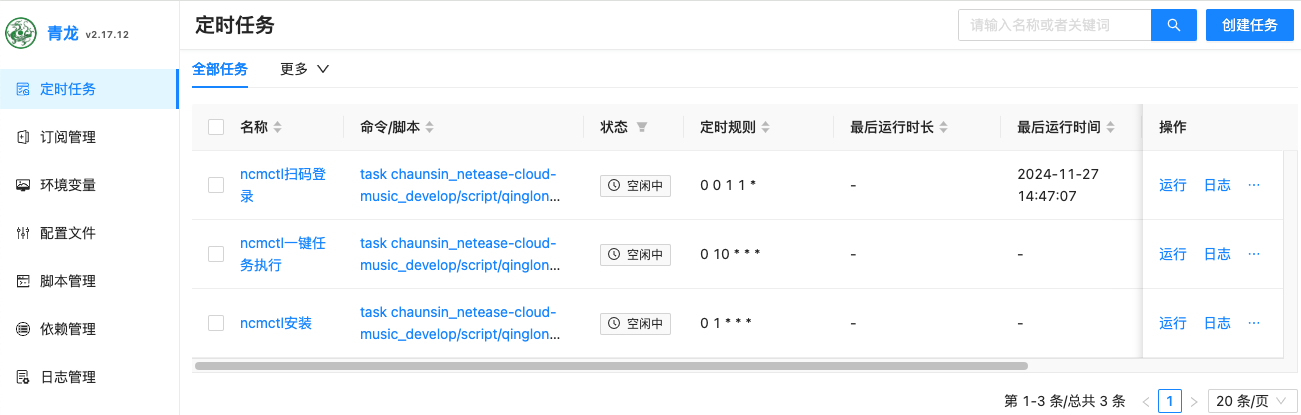 青龙 v2.17.12
定时任务
订阅管理
环境变量
配置文件
脚本管理
依赖管理
日志管理
定时任务
请输入名称或者关键词
创建任务
全部任务 更多
名称 命令/脚本 状态 定时规则 最后运行时长 最后运行时间 操作
ncmctl扫码登 task chaunsin_netease-cloud- 空闲中 0 0 1 1 * - 2024-11-27 运行 日志 ...
录 music_develop/script/qinglon... 14:47:07
ncmctl一键任 task chaunsin_netease-cloud- 空闲中 0 10 * * * - - 运行 日志 ...
务执行 music_develop/script/qinglon...
ncmctl安装 task chaunsin_netease-cloud- 空闲中 0 1 * * * - - 运行 日志 ...
music_develop/script/qinglon...
第 1-3 条/总共 3 条 < 1 > 20 条/页